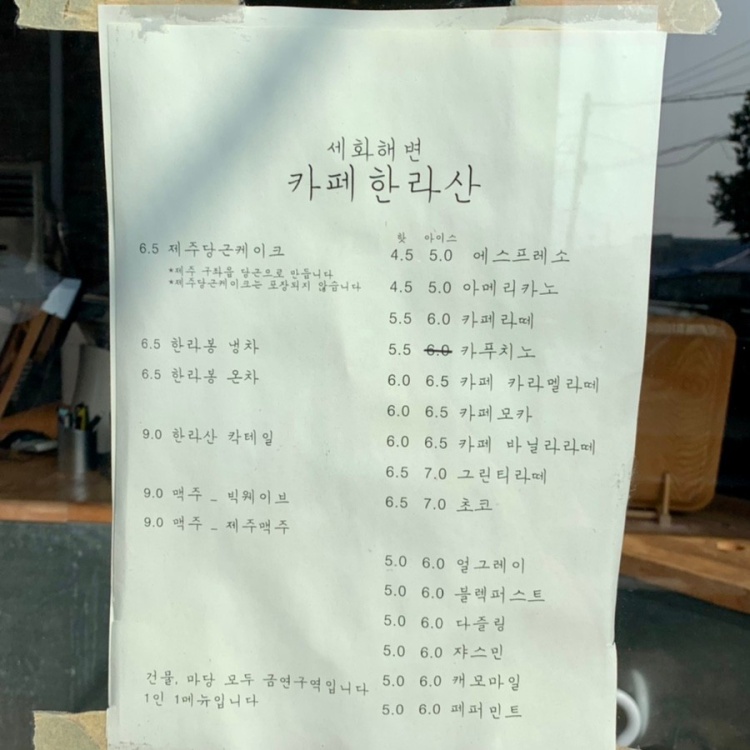 세화해변
카페한라산
6.5 제주당근케이크
*제주 구좌읍 당근으로 만듭니다
*제주당근케이크는 포장되지 않습니다
6.5 한라봉 냉차
6.5 한라봉 온차
9.0 한라산 칵테일
9.0 맥주 _ 빅웨이브
9.0 맥주 _ 제주맥주
건물, 마당 모두 금연구역입니다
1인 1메뉴입니다
핫 아이스
4.5 5.0 에스프레소
4.5 5.0 아메리카노
5.5 6.0 카페라떼
5.5 6.0 카푸치노
6.0 6.5 카페 카라멜라떼
6.0 6.5 카페모카
6.0 6.5 카페 바닐라라떼
6.5 7.0 그린티라떼
6.5 7.0 초코
5.0 6.0 얼그레이
5.0 6.0 블렉퍼스트
5.0 6.0 다즐링
5.0 6.0 쟈스민
5.0 6.0 캐모마일
5.0 6.0 페퍼민트